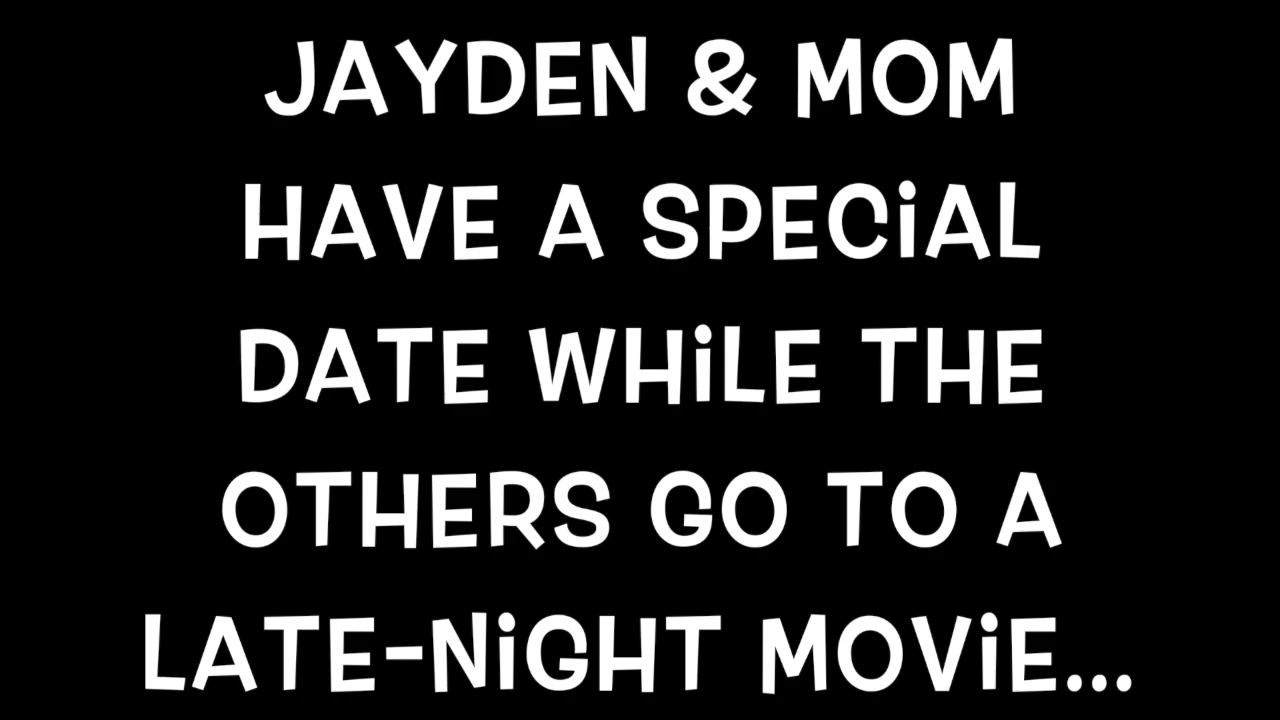 JAYDEN & MOM
HAVE A SPECiAL
DATE WHiLE THE
OTHERS GO TO A
LATE-NiGHT MOViE...